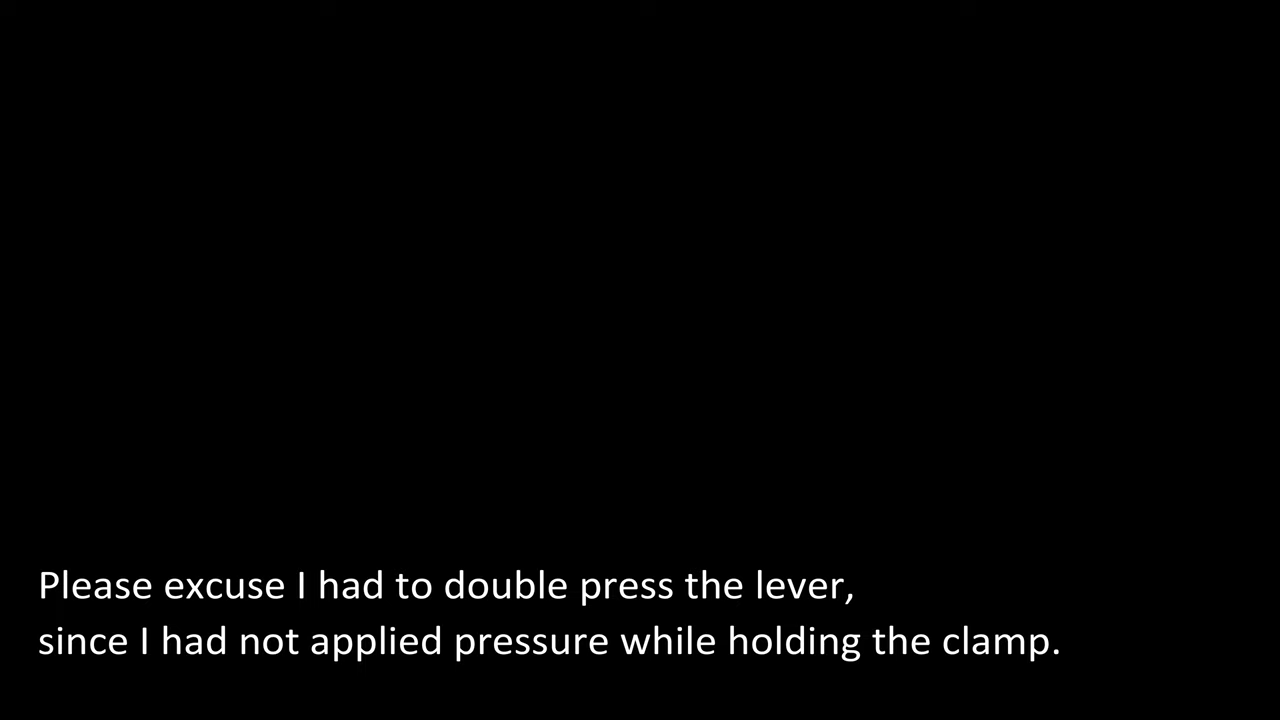 Please excuse I had to double press the lever,
since I had not applied pressure while holding the clamp.